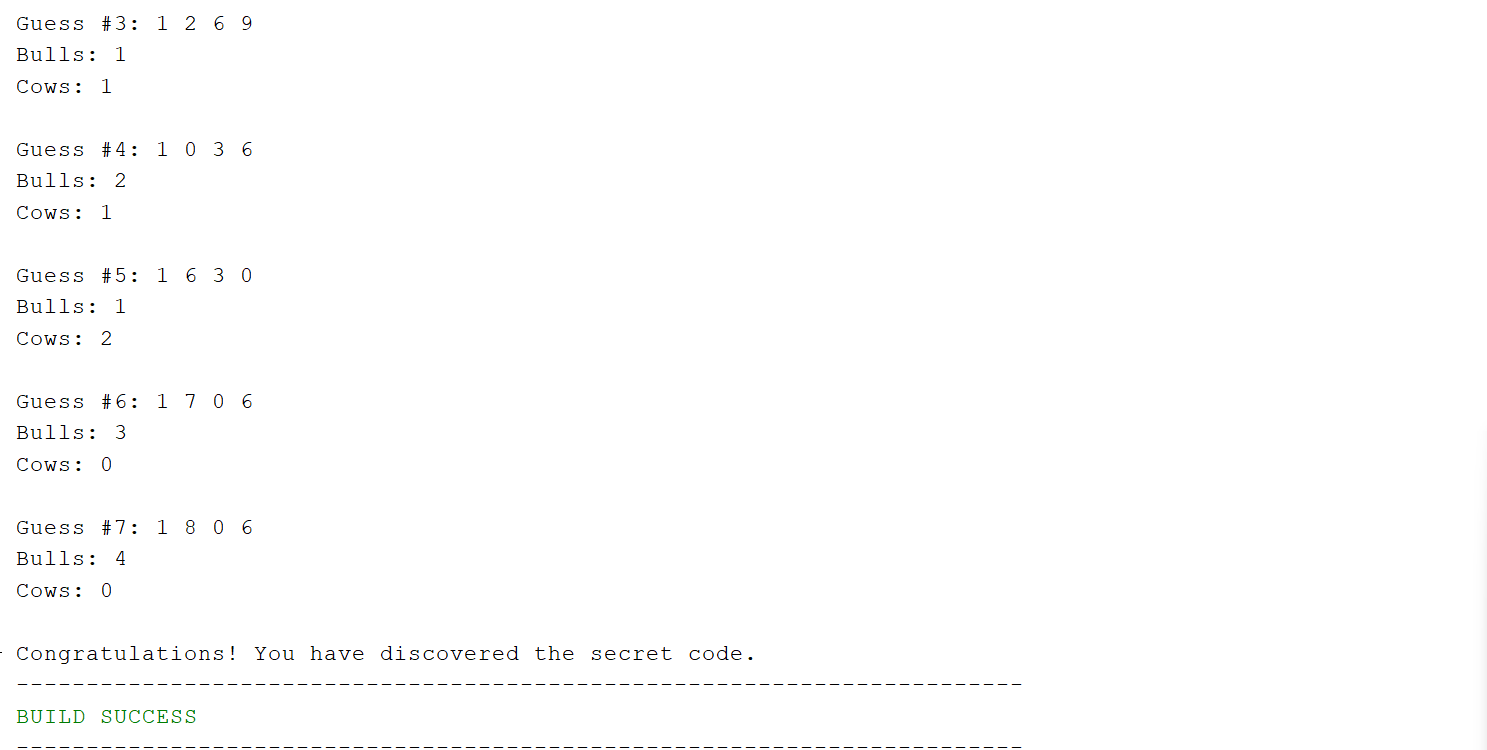 Guess #3: 1 2 6 9
Bulls: 1
Cows: 1
Guess #4: 1 0 3 6
Bulls: 2
Cows: 1
Guess #5: 1 6 3 0
Bulls: 1
Cows: 2
Guess #6: 1 7 0 6
Bulls: 3
Cows: 0
Guess #7: 1 8 0 6
Bulls: 4
Cows: 0
Congratulations! You have discovered the secret code.
------------------------------------------------------------------------
BUILD SUCCESS
------------------------------------------------------------------------